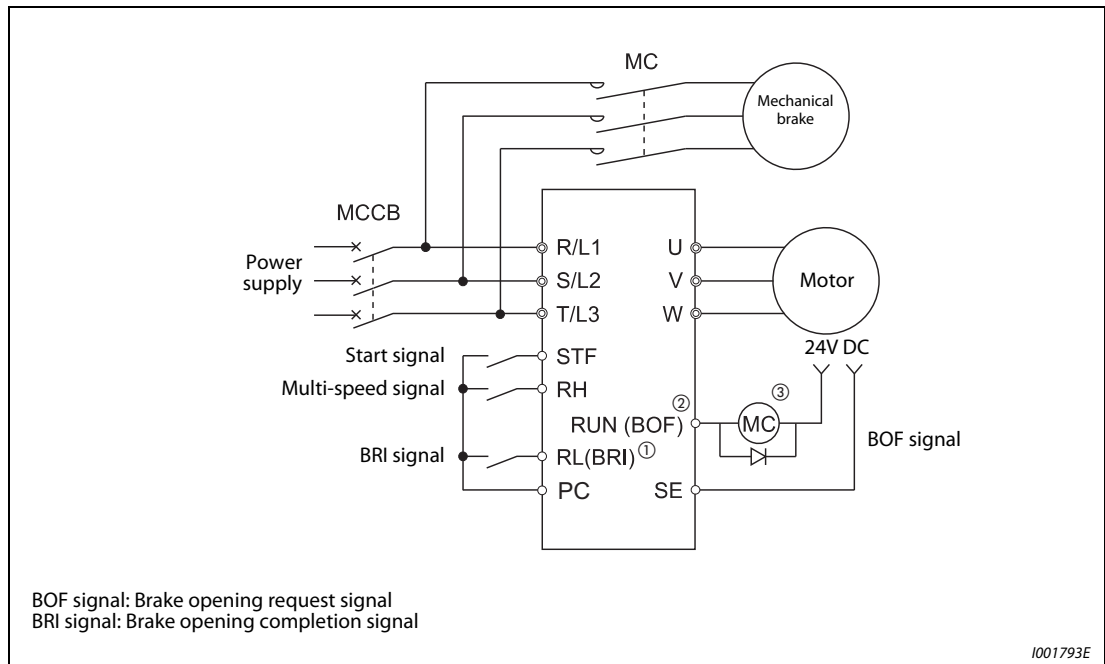 MC
Mechanical
brake
MCCB
Power
supply
R/L1
S/L2
T/L3
U
V
W
Motor
24V DC
Start signal
STF
Multi-speed signal
RH
RUN (BOF) ②
MC
③
BOF signal
BRI signal
RL(BRI) ①
PC
SE
BOF signal: Brake opening request signal
BRI signal: Brake opening completion signal
I001793E